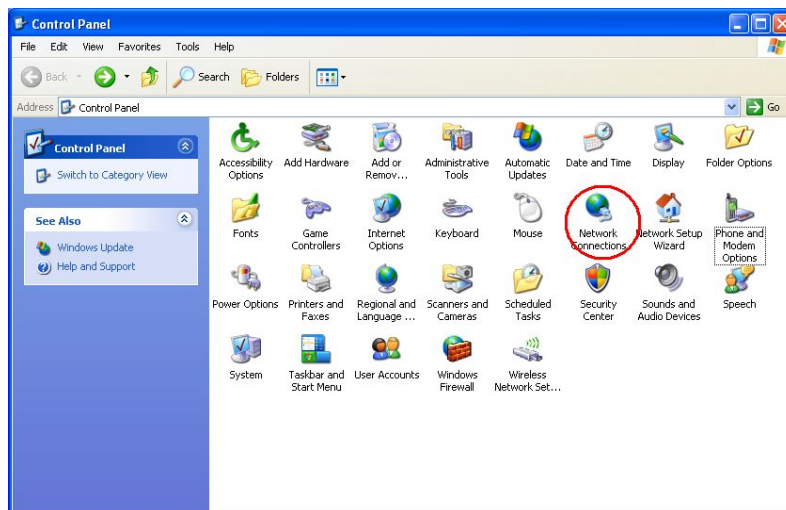 Control Panel
File Edit View Favorites Tools Help
Back Search Folders
Address Control Panel Go
Control Panel
Switch to Category View
See Also
Windows Update
Help and Support
Accessibility Options
Add Hardware
Add or Remov...
Administrative Tools
Automatic Updates
Date and Time
Display
Folder Options
Fonts
Game Controllers
Internet Options
Keyboard
Mouse
Network Connections
Network Setup Wizard
Phone and Modem Options
Power Options
Printers and Faxes
Regional and Language ...
Scanners and Cameras
Scheduled Tasks
Security Center
Sounds and Audio Devices
Speech
System
Taskbar and Start Menu
User Accounts
Windows Firewall
Wireless Network Set...